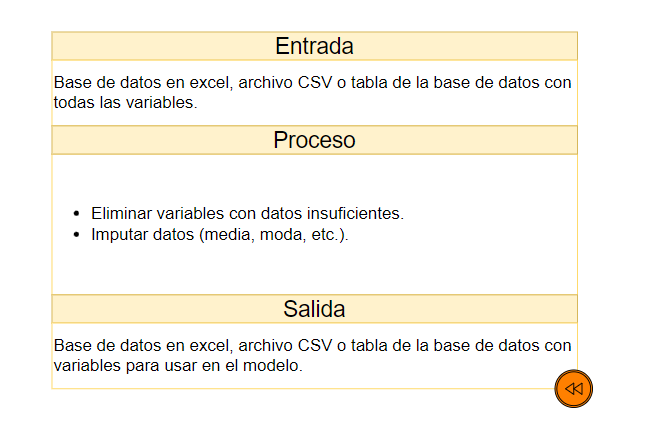 Entrada
Base de datos en excel, archivo CSV o tabla de la base de datos con
todas las variables.
Proceso
• Eliminar variables con datos insuficientes.
• Imputar datos (media, moda, etc.).
Salida
Base de datos en excel, archivo CSV o tabla de la base de datos con
variables para usar en el modelo.